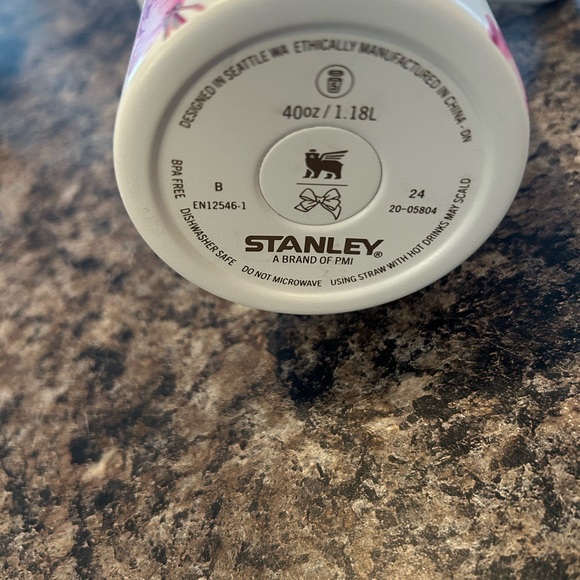 DESIGNED IN SEATTLE WA ETHICALLY MANUFACTURED IN CHINA - DN
40oz / 1.18L
B
EN12546-1
24
20-05804
STANLEY®
A BRAND OF PMI
BPA FREE DISHWASHER SAFE DO NOT MICROWAVE USING STRAW WITH HOT DRINKS MAY SCALD